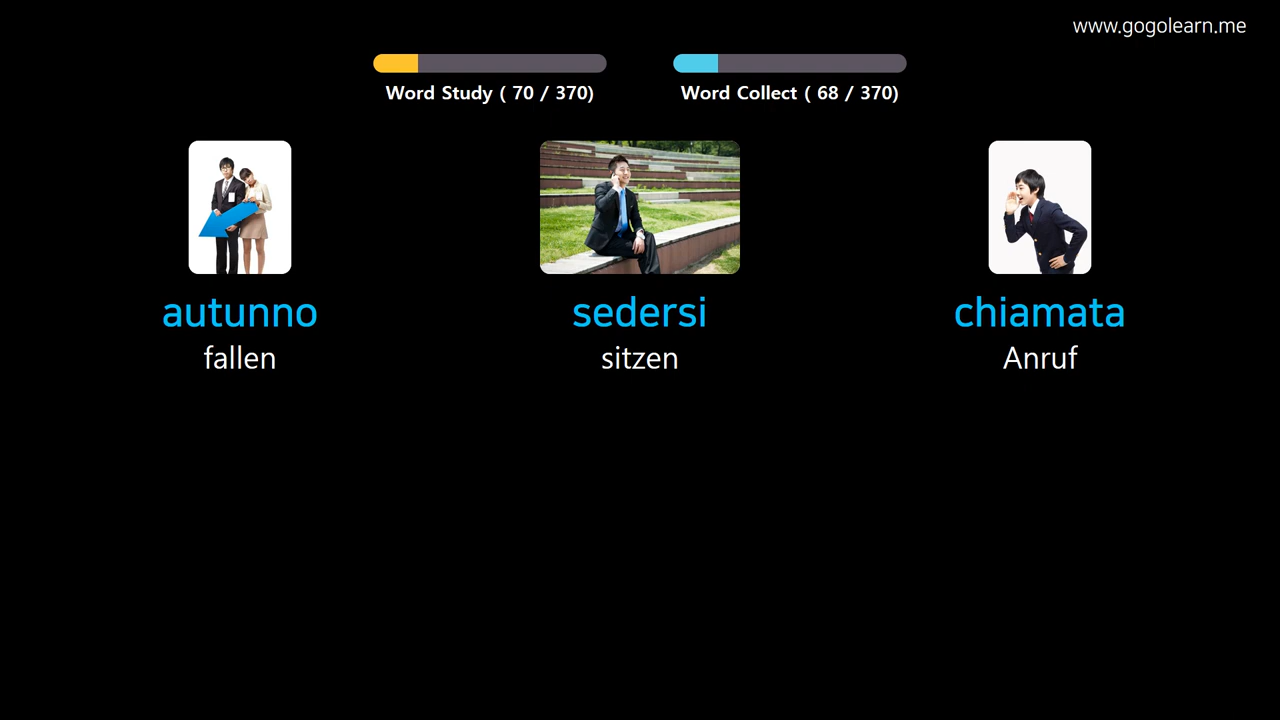 www.gogolearn.me
Word Study ( 70 / 370)
Word Collect ( 68 / 370)
autunno
fallen
sedersi
sitzen
chiamata
Anruf